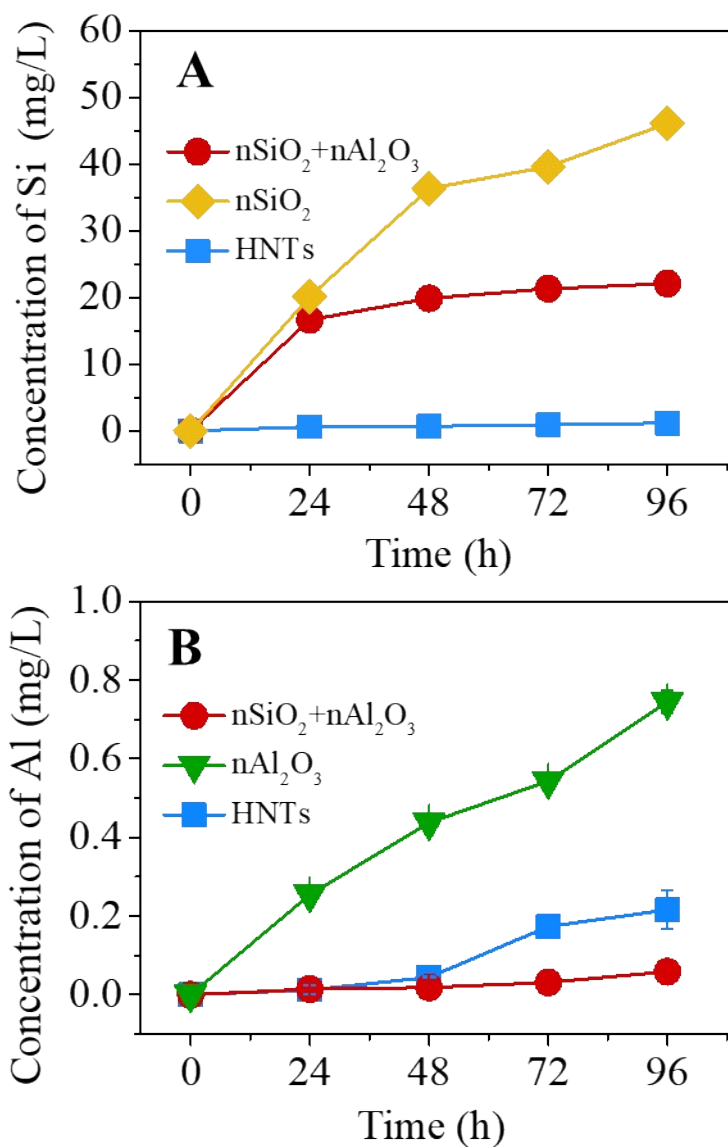 A
Concentration of Si (mg/L)
60
50
40
30
20
10
0
nSiO₂+nAl₂O₃
nSiO₂
HNTs
0 24 48 72 96
Time (h)
B
Concentration of Al (mg/L)
1.0
0.8
0.6
0.4
0.2
0.0
nSiO₂+nAl₂O₃
nAl₂O₃
HNTs
0 24 48 72 96
Time (h)